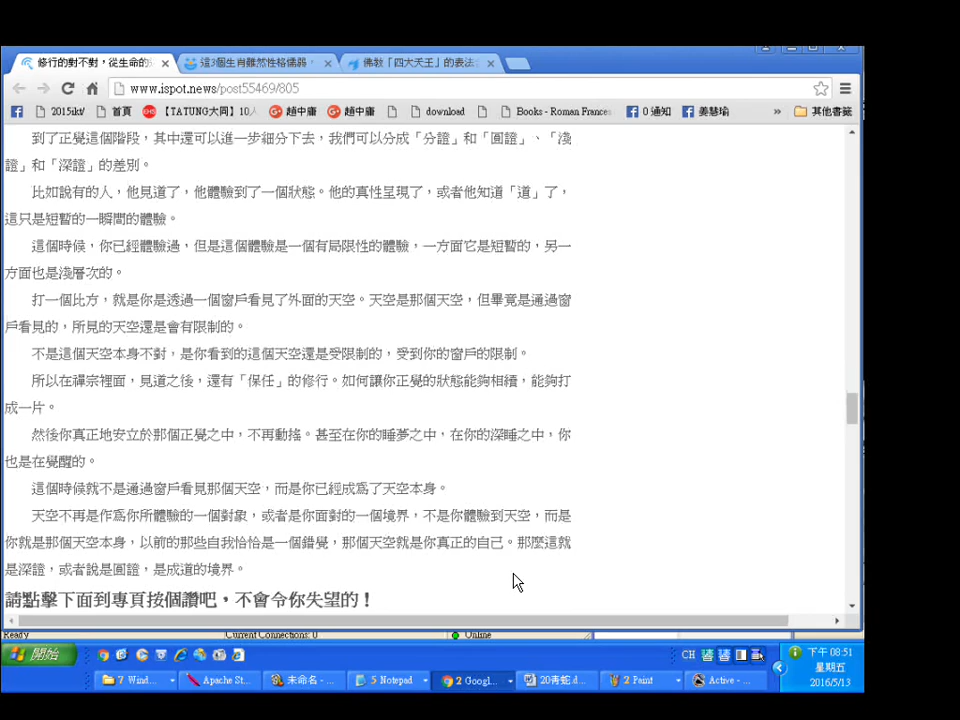 修行的對不對，從生命的
這3個生肖雖然性格懦弱，
佛教「四大天王」的表法
www.ispot.news/post55469/805
2015ikt/
首頁
【TATUNG大同】10人
趙中庸
趙中庸
download
Books - Roman Frances
0 通知
姜慧瑜
»
其他書籤
到了正覺這個階段，其中還可以進一步細分下去，我們可以分成「分證」和「圓證」、「淺
證」和「深證」的差別。
比如說有的人，他見道了，他體驗到了一個狀態。他的真性呈現了，或者他知道「道」了，
這只是短暫的一瞬間的體驗。
這個時候，你已經體驗過，但是這個體驗是一個有局限性的體驗，一方面它是短暫的，另一
方面也是淺層次的。
打一個比方，就是你是透過一個窗戶看見了外面的天空。天空是那個天空，但畢竟是通過窗
戶看見的，所見的天空還是會有限制的。
不是這個天空本身不對，是你看到的這個天空還是受限制的，受到你的窗戶的限制。
所以在禪宗裡面，見道之後，還有「保任」的修行。如何讓你正覺的狀態能夠相續，能夠打
成一片。
然後你真正地安立於那個正覺之中，不再動搖。甚至在你的睡夢之中，在你的深睡之中，你
也是在覺醒的。
這個時候就不是通過窗戶看見那個天空，而是你已經成爲了天空本身。
天空不再是作爲你所體驗的一個對象，或者是你面對的一個境界，不是你體驗到天空，而是
你就是那個天空本身，以前的那些自我恰恰是一個錯覺，那個天空就是你真正的自己。那麼這就
是深證，或者說是圓證，是成道的境界。
請點擊下面到專頁按個讚吧，不會令你失望的！
Ready
Current Connections: 0
Online
開始
CH
下午 08:51
星期五
2016/5/13
7 Wind...
Apache St...
未命名 - ...
5 Notepad
2 Googl...
20青蛇 d...
2 Paint
Active - ...